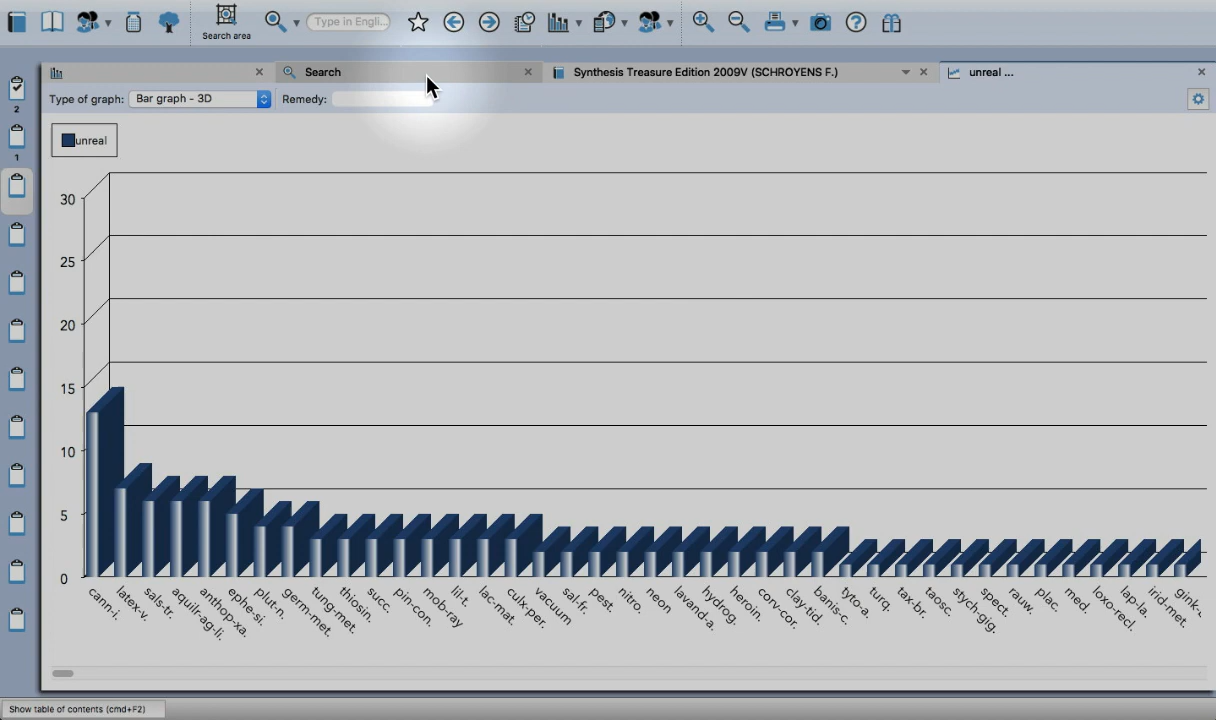 Search area
Type in Engli...
Search
Synthesis Treasure Edition 2009V (SCHROYENS F.)
unreal ...
2
Type of graph:
Bar graph - 3D
Remedy:
unreal
1
30
25
20
15
10
5
0
cann-i.
latex-v.
sals-tr.
aquilr-ag-li.
anthop-xa.
ephe-si.
plut-n.
germ-met.
tung-met.
thiosin.
succ.
pin-con.
mob-ray
lil.t.
lac-mat.
culx-per.
vacuum
sal-fr.
pest.
nitro.
neon
lavand-a.
hydrog.
heroin.
corv-cor.
clay-tid.
banis-c.
tyto-a.
turq.
tax-br.
taosc.
stych-gig.
spect.
rauw.
plac.
med.
loxo-recl.
lap-la.
irid-met.
gink-
Show table of contents (cmd+F2)